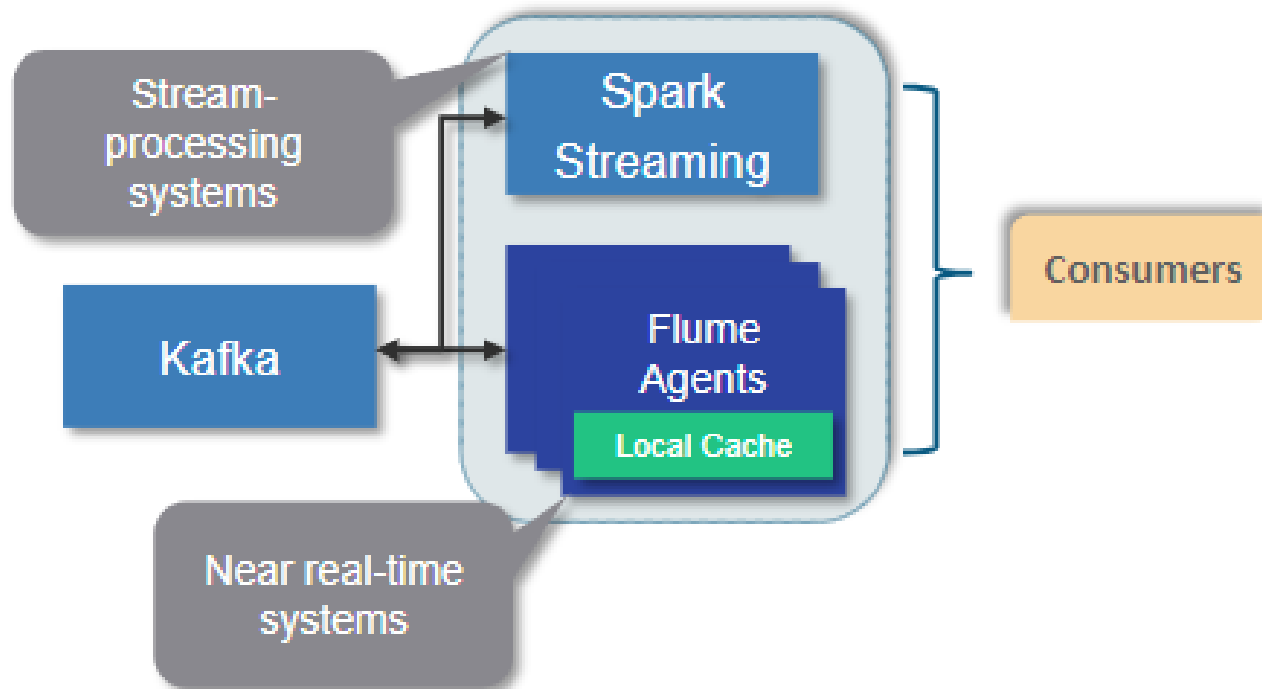 Stream-
processing
systems
Spark
Streaming
Kafka
Flume
Agents
Local Cache
Consumers
Near real-time
systems